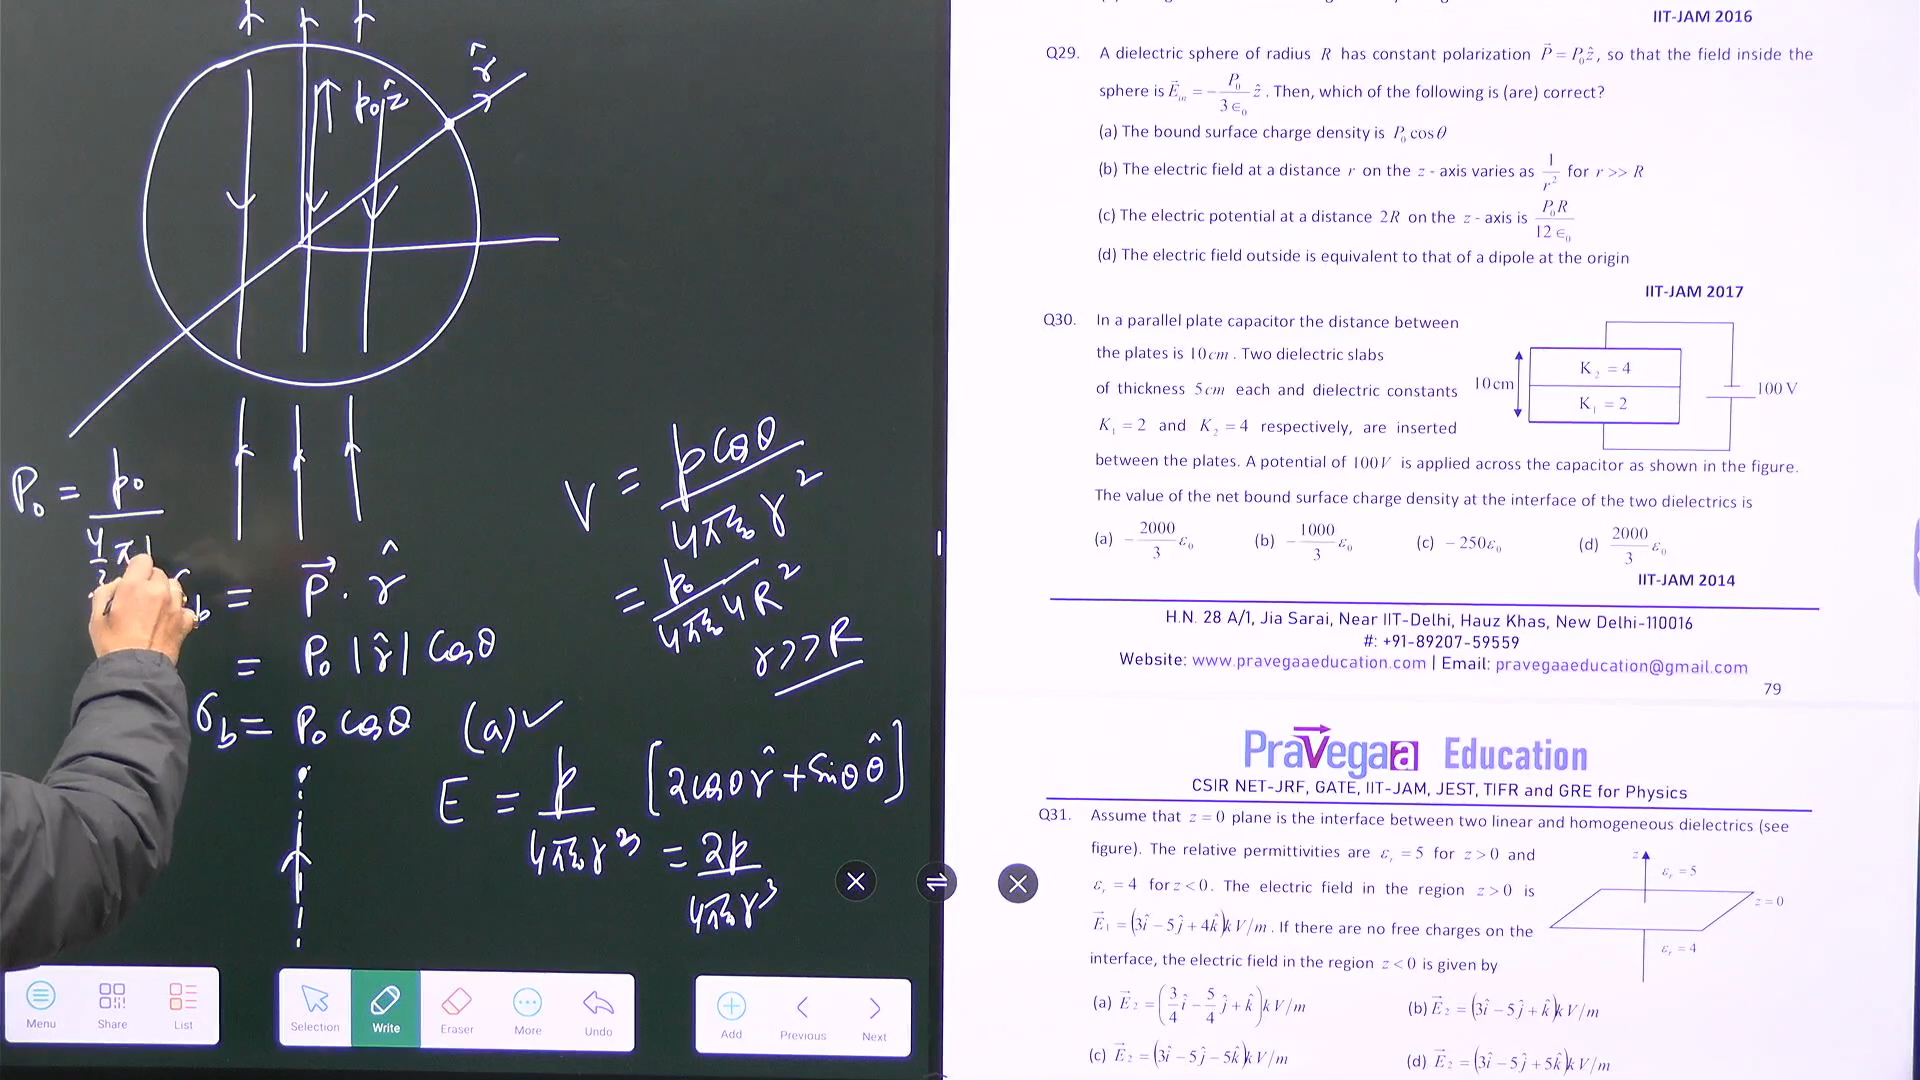 r̂
p₀ẑ
P₀ = p₀ / 4/3 π
b = P⃗ · r̂
= P₀ |r̂| cosθ
σb = P₀ cosθ (a) ✓
V = p cosθ / 4πε₀ r²
= p₀ / 4πε₀ 4R²
r >> R
E = p / 4πε₀ r³ [2cosθ r̂ + sinθ θ̂]
= 2p / 4πε₀ r³
Menu
Share
List
Selection
Write
Eraser
More
Undo
Add
Previous
Next
IIT-JAM 2016
Q29. A dielectric sphere of radius R has constant polarization P⃗ = P₀ẑ, so that the field inside the
sphere is E⃗in = −P₀/3∈₀ ẑ. Then, which of the following is (are) correct?
(a) The bound surface charge density is P₀ cosθ
(b) The electric field at a distance r on the z - axis varies as 1/r² for r >> R
(c) The electric potential at a distance 2R on the z - axis is P₀R/12∈₀
(d) The electric field outside is equivalent to that of a dipole at the origin
IIT-JAM 2017
Q30. In a parallel plate capacitor the distance between
the plates is 10cm. Two dielectric slabs
of thickness 5cm each and dielectric constants
K₁ = 2 and K₂ = 4 respectively, are inserted
between the plates. A potential of 100V is applied across the capacitor as shown in the figure.
The value of the net bound surface charge density at the interface of the two dielectrics is
10cm
K₂ = 4
K₁ = 2
100 V
(a) −2000/3 ε₀ (b) −1000/3 ε₀ (c) −250ε₀ (d) 2000/3 ε₀
IIT-JAM 2014
H.N. 28 A/1, Jia Sarai, Near IIT-Delhi, Hauz Khas, New Delhi-110016
#: +91-89207-59559
Website: www.pravegaaeducation.com | Email: pravegaaeducation@gmail.com
79
Pravegaa Education
CSIR NET-JRF, GATE, IIT-JAM, JEST, TIFR and GRE for Physics
Q31. Assume that z = 0 plane is the interface between two linear and homogeneous dielectrics (see
figure). The relative permittivities are εr = 5 for z > 0 and
εr = 4 for z < 0. The electric field in the region z > 0 is
E⃗₁ = (3î − 5ĵ + 4k̂)kV/m. If there are no free charges on the
interface, the electric field in the region z < 0 is given by
z
εr = 5
z = 0
εr = 4
(a) E⃗₂ = (3/4 î − 5/4 ĵ + k̂)kV/m (b) E⃗₂ = (3î − 5ĵ + k̂)kV/m
(c) E⃗₂ = (3î − 5ĵ − 5k̂)kV/m (d) E⃗₂ = (3î − 5ĵ + 5k̂)kV/m